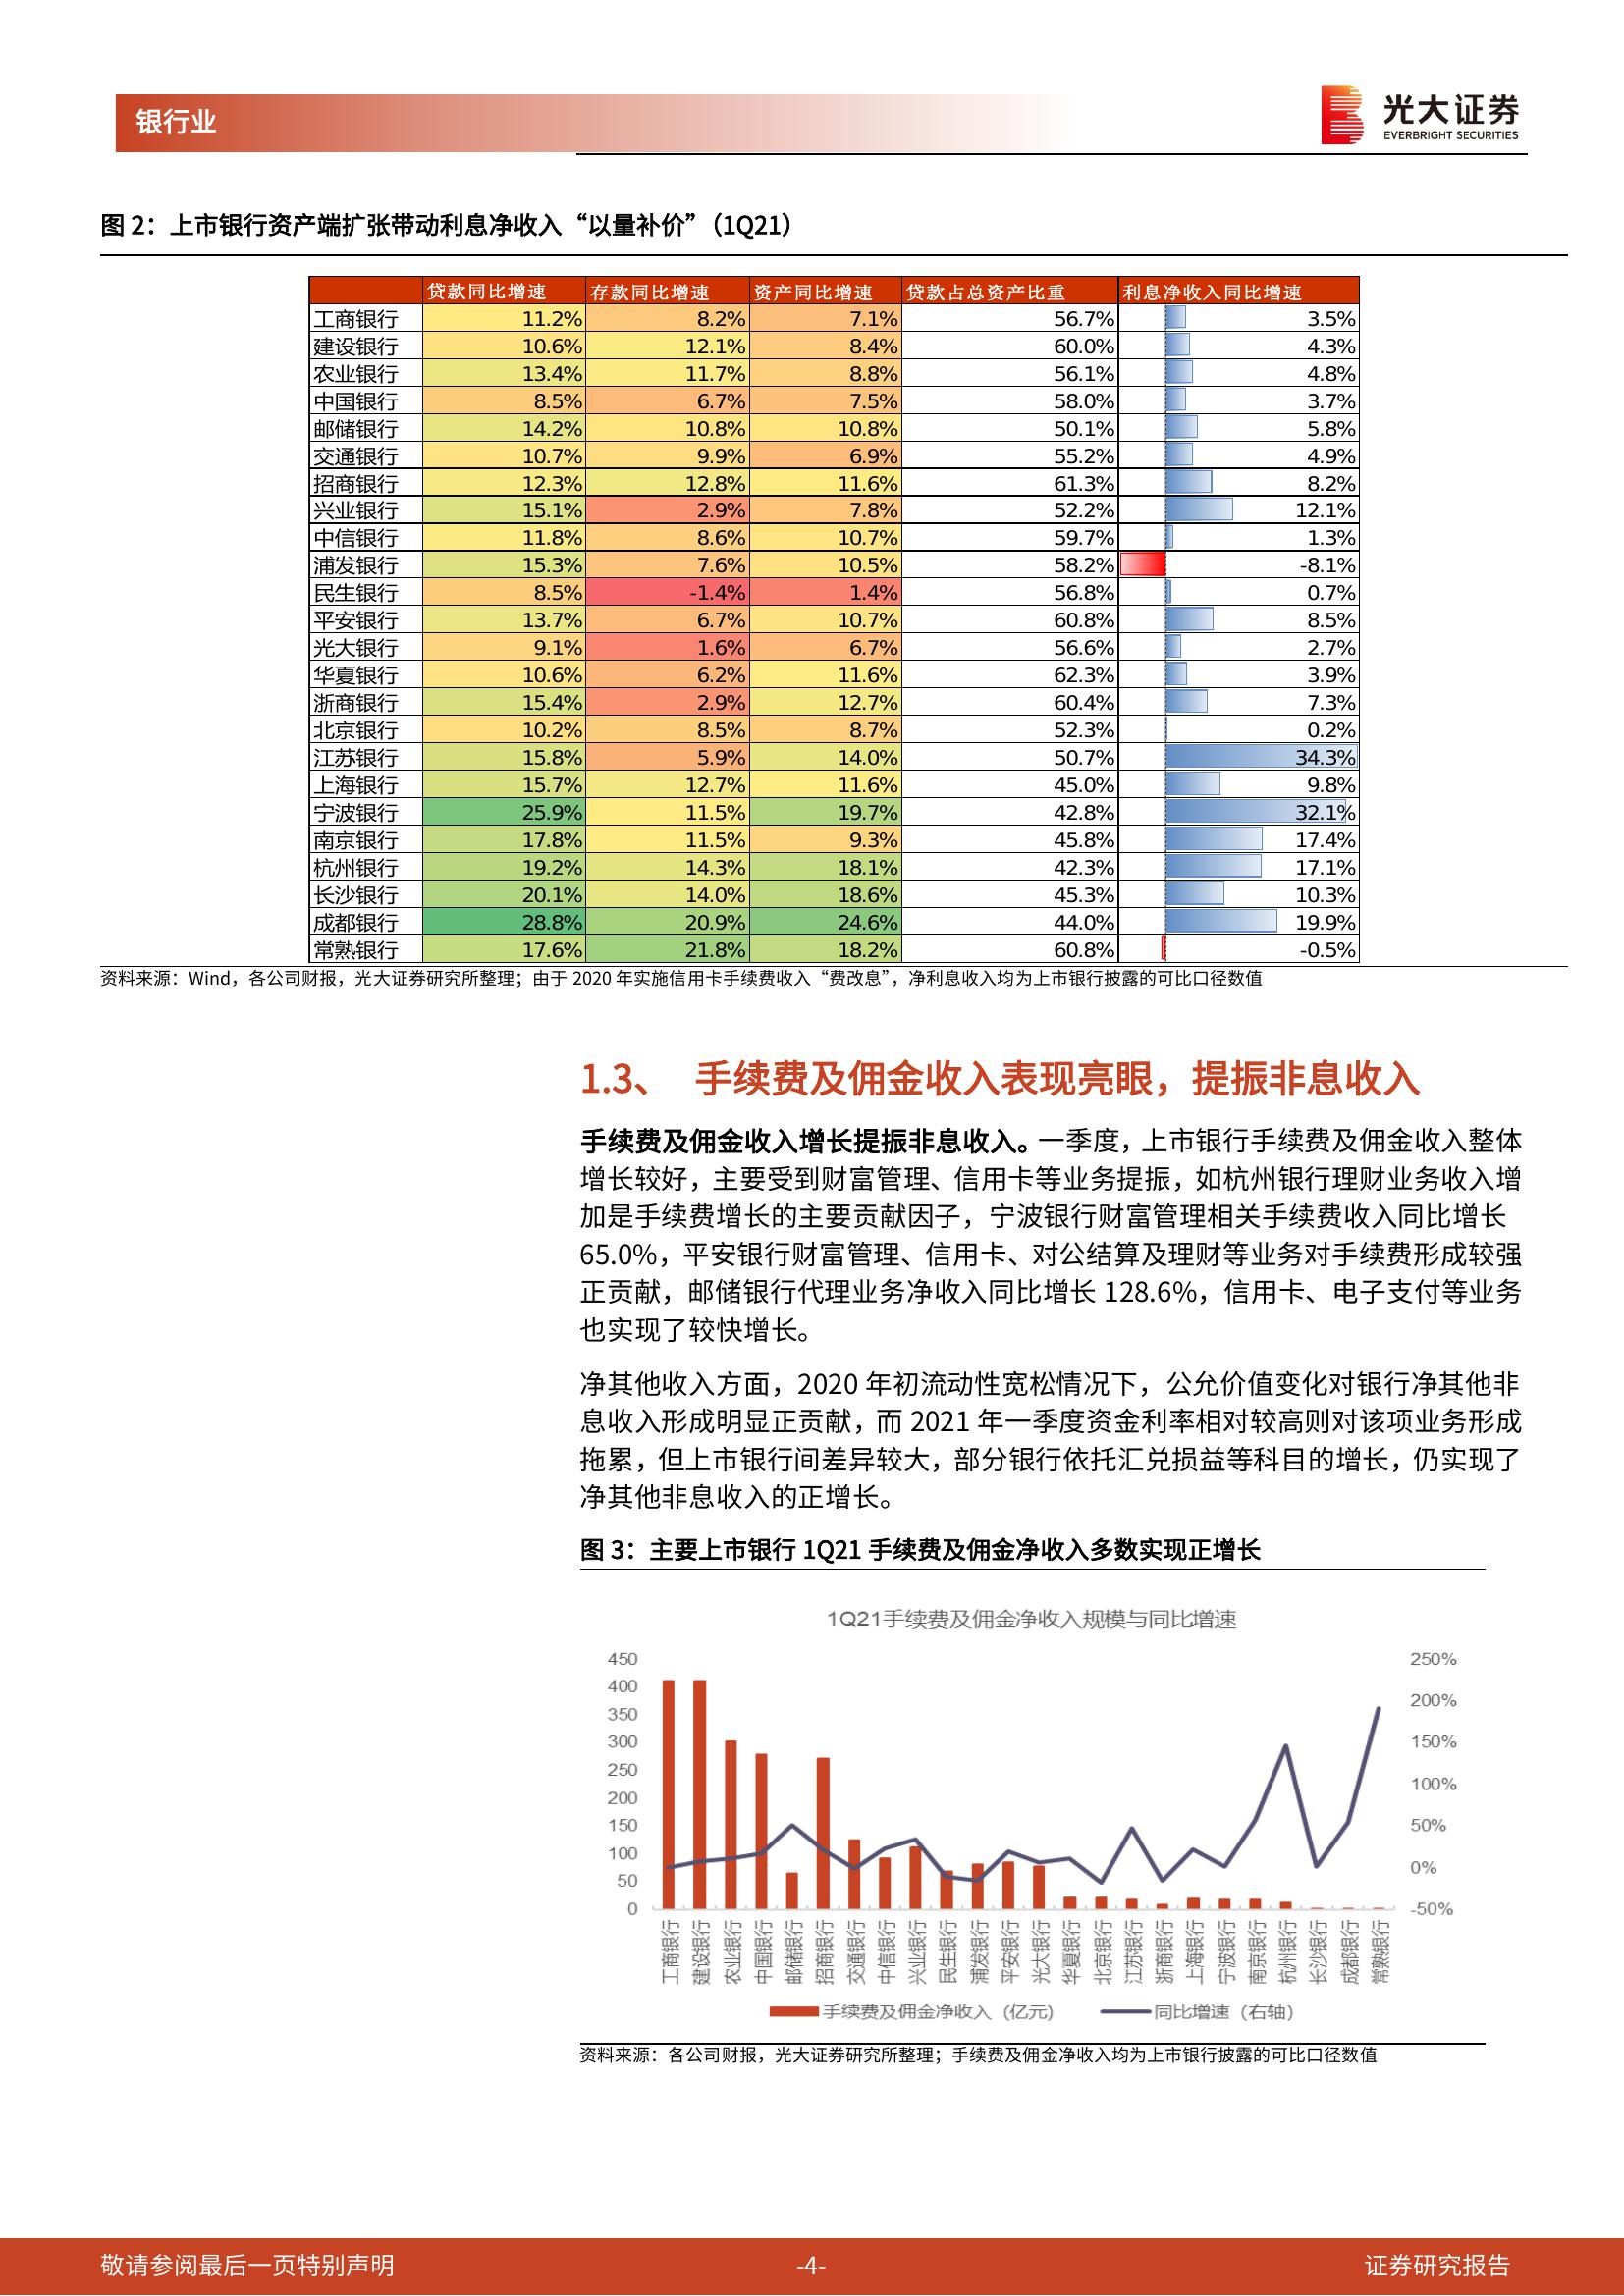 银行业
光大证券
EVERBRIGHT SECURITIES
图 2：上市银行资产端扩张带动利息净收入“以量补价”（1Q21）
贷款同比增速 存款同比增速 资产同比增速 贷款占总资产比重 利息净收入同比增速
工商银行 11.2% 8.2% 7.1% 56.7% 3.5%
建设银行 10.6% 12.1% 8.4% 60.0% 4.3%
农业银行 13.4% 11.7% 8.8% 56.1% 4.8%
中国银行 8.5% 6.7% 7.5% 58.0% 3.7%
邮储银行 14.2% 10.8% 10.8% 50.1% 5.8%
交通银行 10.7% 9.9% 6.9% 55.2% 4.9%
招商银行 12.3% 12.8% 11.6% 61.3% 8.2%
兴业银行 15.1% 2.9% 7.8% 52.2% 12.1%
中信银行 11.8% 8.6% 10.7% 59.7% 1.3%
浦发银行 15.3% 7.6% 10.5% 58.2% -8.1%
民生银行 8.5% -1.4% 1.4% 56.8% 0.7%
平安银行 13.7% 6.7% 10.7% 60.8% 8.5%
光大银行 9.1% 1.6% 6.7% 56.6% 2.7%
华夏银行 10.6% 6.2% 11.6% 62.3% 3.9%
浙商银行 15.4% 2.9% 12.7% 60.4% 7.3%
北京银行 10.2% 8.5% 8.7% 52.3% 0.2%
江苏银行 15.8% 5.9% 14.0% 50.7% 34.3%
上海银行 15.7% 12.7% 11.6% 45.0% 9.8%
宁波银行 25.9% 11.5% 19.7% 42.8% 32.1%
南京银行 17.8% 11.5% 9.3% 45.8% 17.4%
杭州银行 19.2% 14.3% 18.1% 42.3% 17.1%
长沙银行 20.1% 14.0% 18.6% 45.3% 10.3%
成都银行 28.8% 20.9% 24.6% 44.0% 19.9%
常熟银行 17.6% 21.8% 18.2% 60.8% -0.5%
资料来源：Wind，各公司财报，光大证券研究所整理；由于 2020 年实施信用卡手续费收入“费改息”，净利息收入均为上市银行披露的可比口径数值
1.3、 手续费及佣金收入表现亮眼，提振非息收入
手续费及佣金收入增长提振非息收入。一季度，上市银行手续费及佣金收入整体
增长较好，主要受到财富管理、信用卡等业务提振，如杭州银行理财业务收入增
加是手续费增长的主要贡献因子，宁波银行财富管理相关手续费收入同比增长
65.0%，平安银行财富管理、信用卡、对公结算及理财等业务对手续费形成较强
正贡献，邮储银行代理业务净收入同比增长 128.6%，信用卡、电子支付等业务
也实现了较快增长。
净其他收入方面，2020 年初流动性宽松情况下，公允价值变化对银行净其他非
息收入形成明显正贡献，而 2021 年一季度资金利率相对较高则对该项业务形成
拖累，但上市银行间差异较大，部分银行依托汇兑损益等科目的增长，仍实现了
净其他非息收入的正增长。
图 3：主要上市银行 1Q21 手续费及佣金净收入多数实现正增长
1Q21手续费及佣金净收入规模与同比增速
450 250%
400 200%
350
300 150%
250
200 100%
150 50%
100 0%
50
0 -50%
工商银行 建设银行 农业银行 中国银行 邮储银行 招商银行 交通银行 中信银行 兴业银行 民生银行 浦发银行 平安银行 光大银行 华夏银行 北京银行 江苏银行 浙商银行 上海银行 宁波银行 南京银行 杭州银行 长沙银行 成都银行 常熟银行
手续费及佣金净收入（亿元） 同比增速（右轴）
资料来源：各公司财报，光大证券研究所整理；手续费及佣金净收入均为上市银行披露的可比口径数值
敬请参阅最后一页特别声明 -4- 证券研究报告